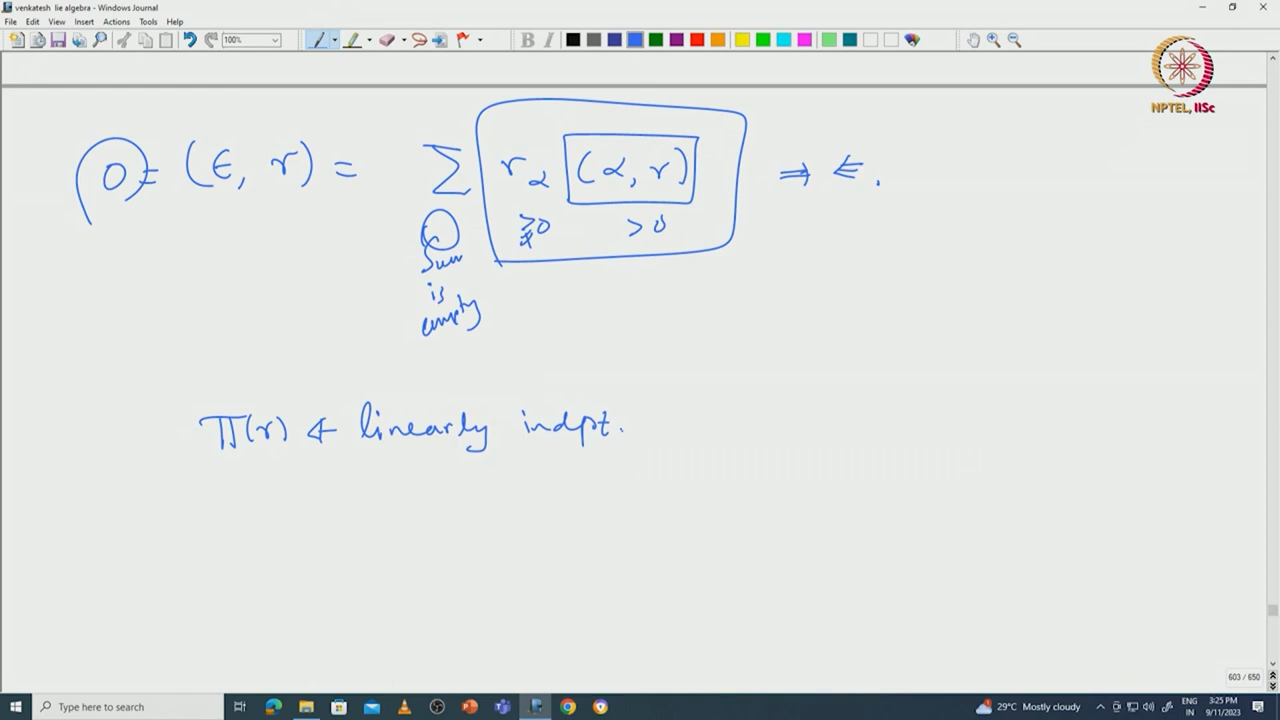 venkatesh lie algebra - Windows Journal
File Edit View Insert Actions Tools Help
100%
B I
NPTEL, IISc
0 = (ϵ, γ) = Σ r_α (α, γ) ⇒⇐.
≩0 >0
Sum
is
empty
Π(γ) is linearly indpt.
603 / 650
Type here to search
29°C Mostly cloudy
ENG
IN
3:25 PM
9/11/2023